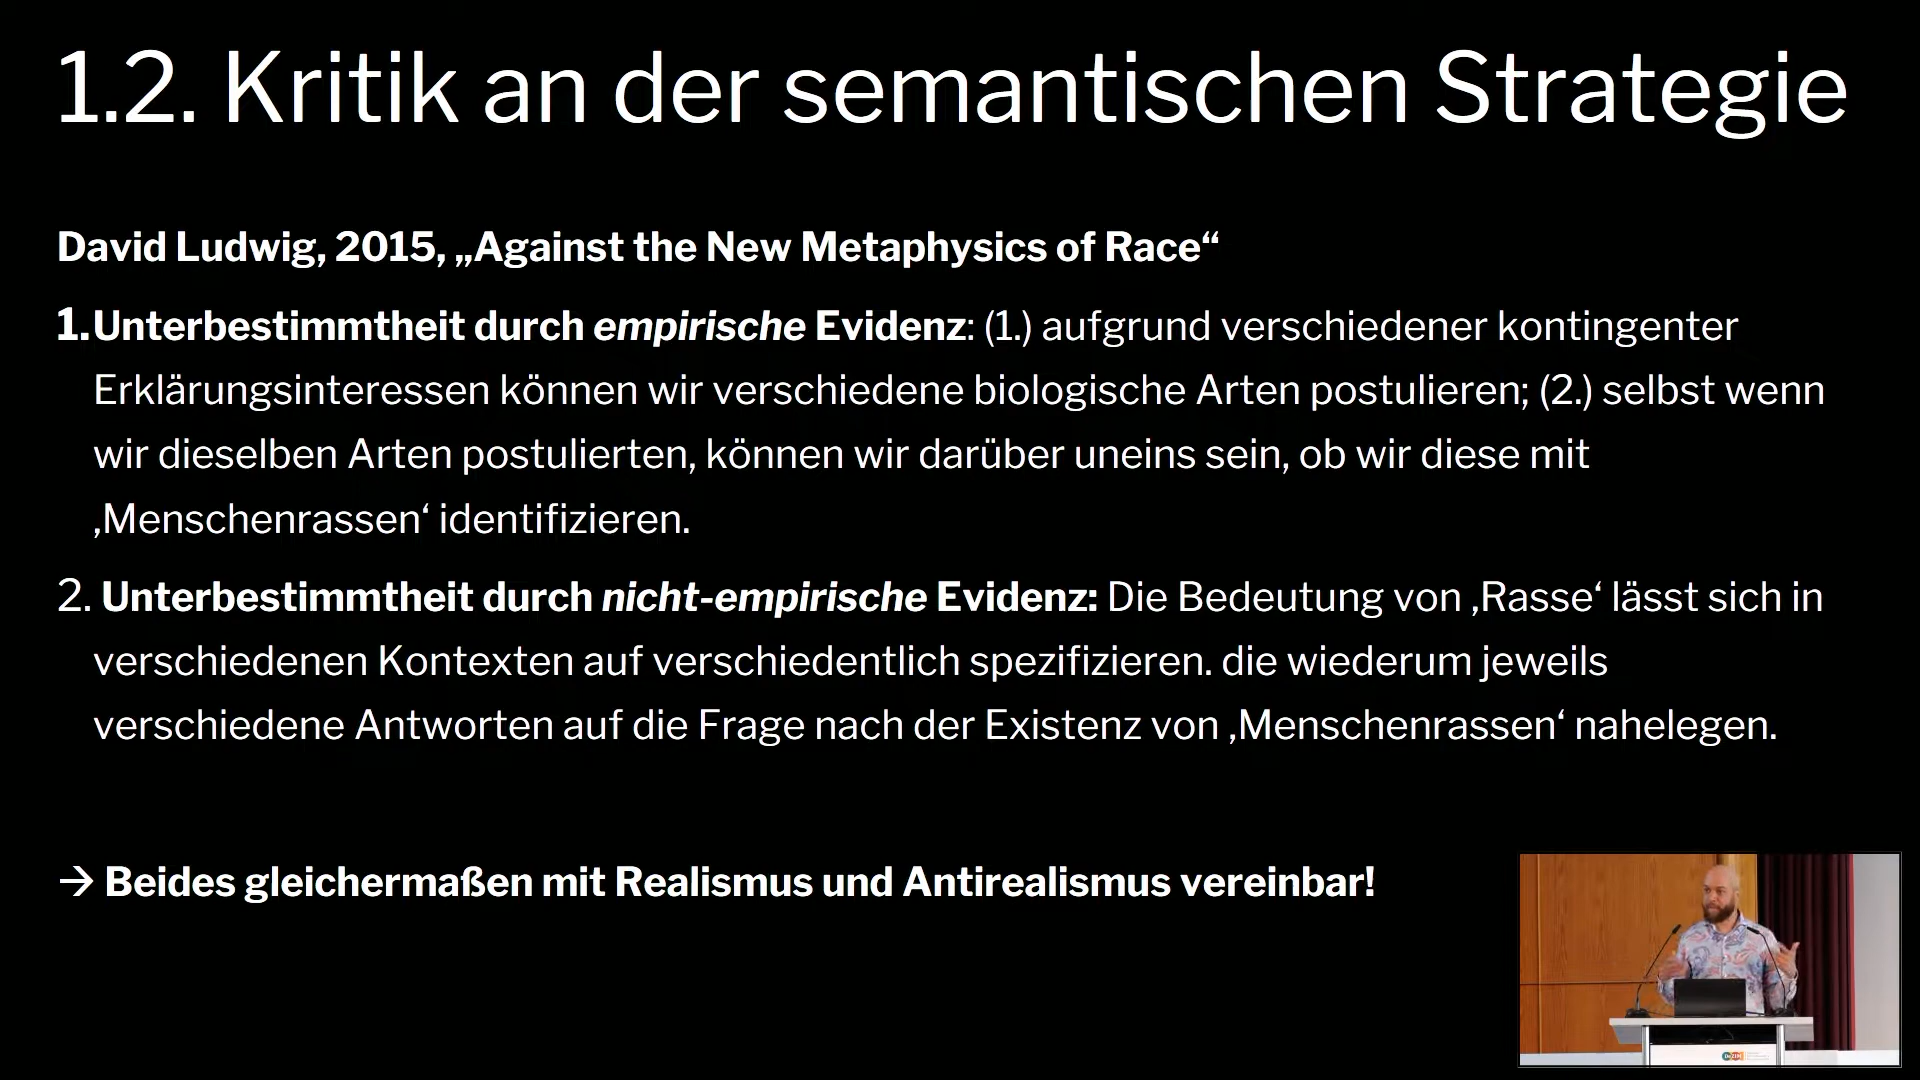 1.2. Kritik an der semantischen Strategie
David Ludwig, 2015, „Against the New Metaphysics of Race“
1. Unterbestimmtheit durch empirische Evidenz: (1.) aufgrund verschiedener kontingenter
Erklärungsinteressen können wir verschiedene biologische Arten postulieren; (2.) selbst wenn
wir dieselben Arten postulierten, können wir darüber uneins sein, ob wir diese mit
‚Menschenrassen‘ identifizieren.
2. Unterbestimmtheit durch nicht-empirische Evidenz: Die Bedeutung von ‚Rasse‘ lässt sich in
verschiedenen Kontexten auf verschiedentlich spezifizieren. die wiederum jeweils
verschiedene Antworten auf die Frage nach der Existenz von ‚Menschenrassen‘ nahelegen.
→ Beides gleichermaßen mit Realismus und Antirealismus vereinbar!